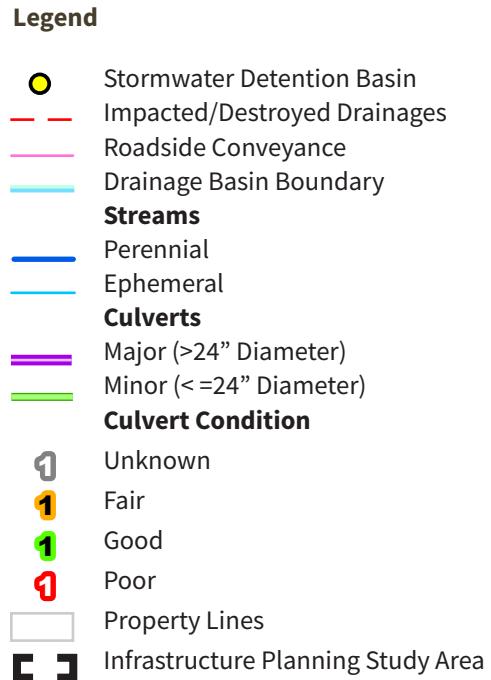 Legend
Stormwater Detention Basin
Impacted/Destroyed Drainages
Roadside Conveyance
Drainage Basin Boundary
Streams
Perennial
Ephemeral
Culverts
Major (>24” Diameter)
Minor (< =24” Diameter)
Culvert Condition
1 Unknown
1 Fair
1 Good
1 Poor
Property Lines
Infrastructure Planning Study Area